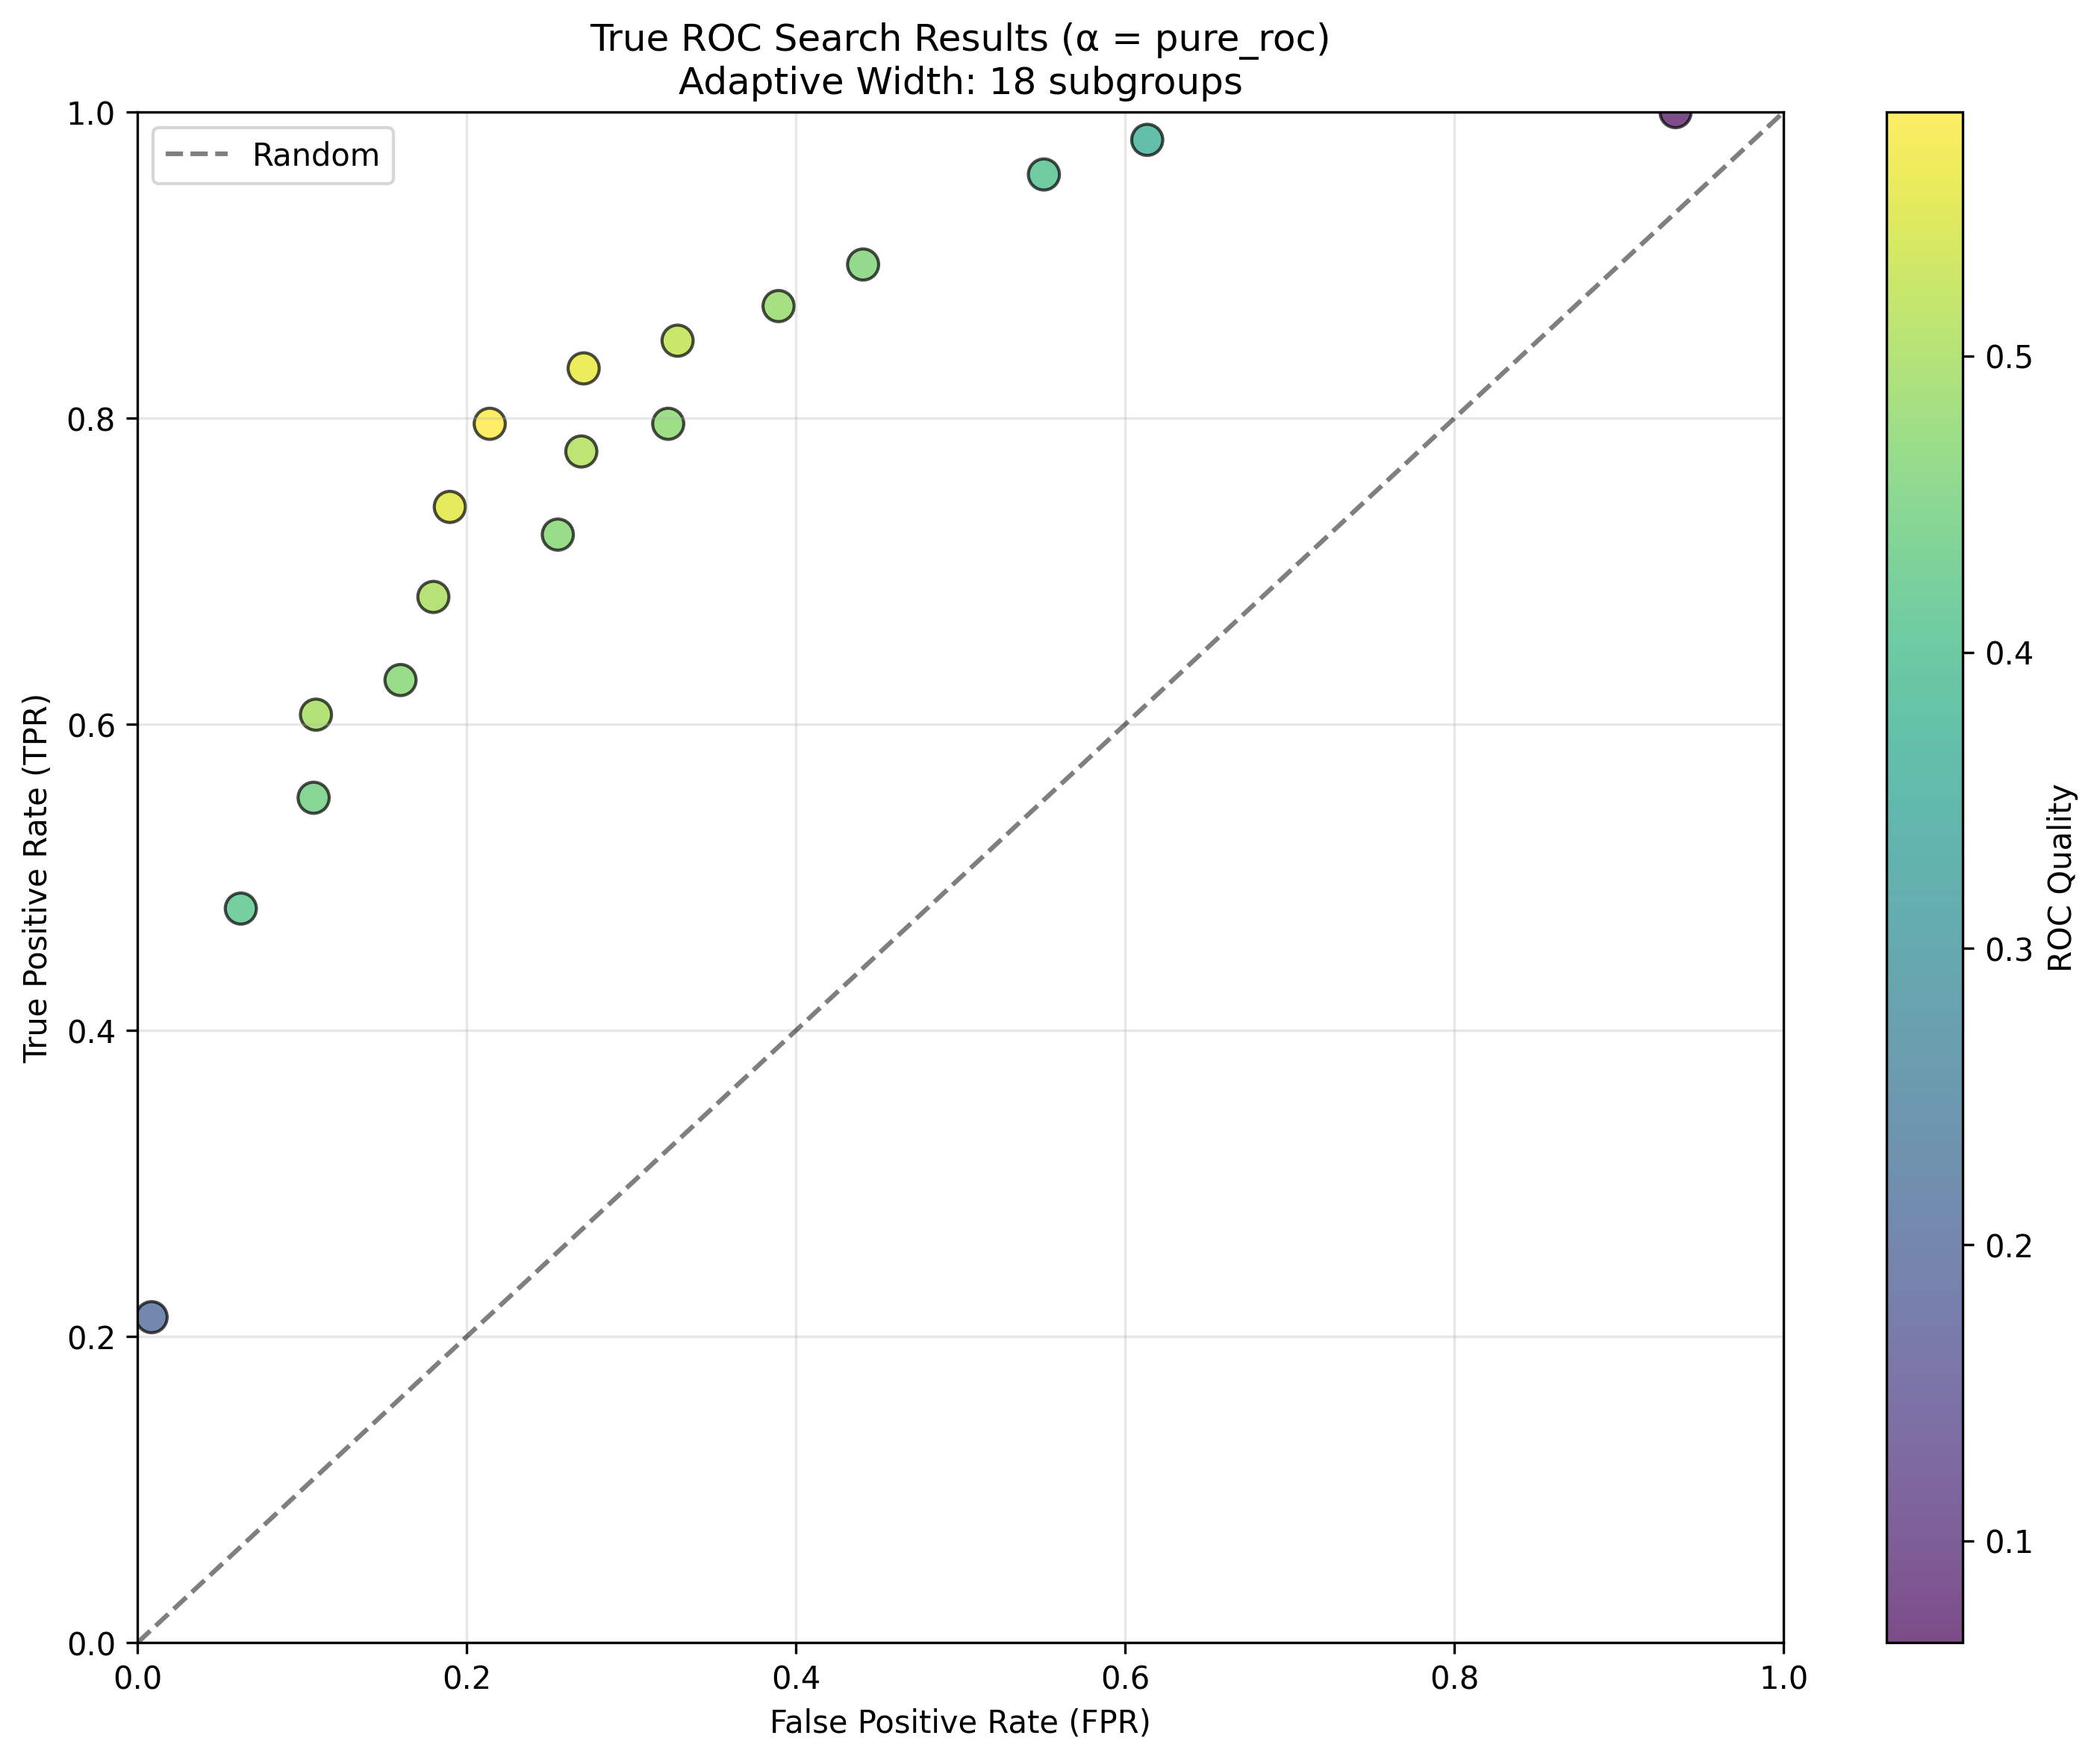 True ROC Search Results (α = pure_roc)
Adaptive Width: 18 subgroups
Random
True Positive Rate (TPR)
1.0
0.8
0.6
0.4
0.2
0.0
0.0 0.2 0.4 0.6 0.8 1.0
False Positive Rate (FPR)
0.5
0.4
0.3
0.2
0.1
ROC Quality